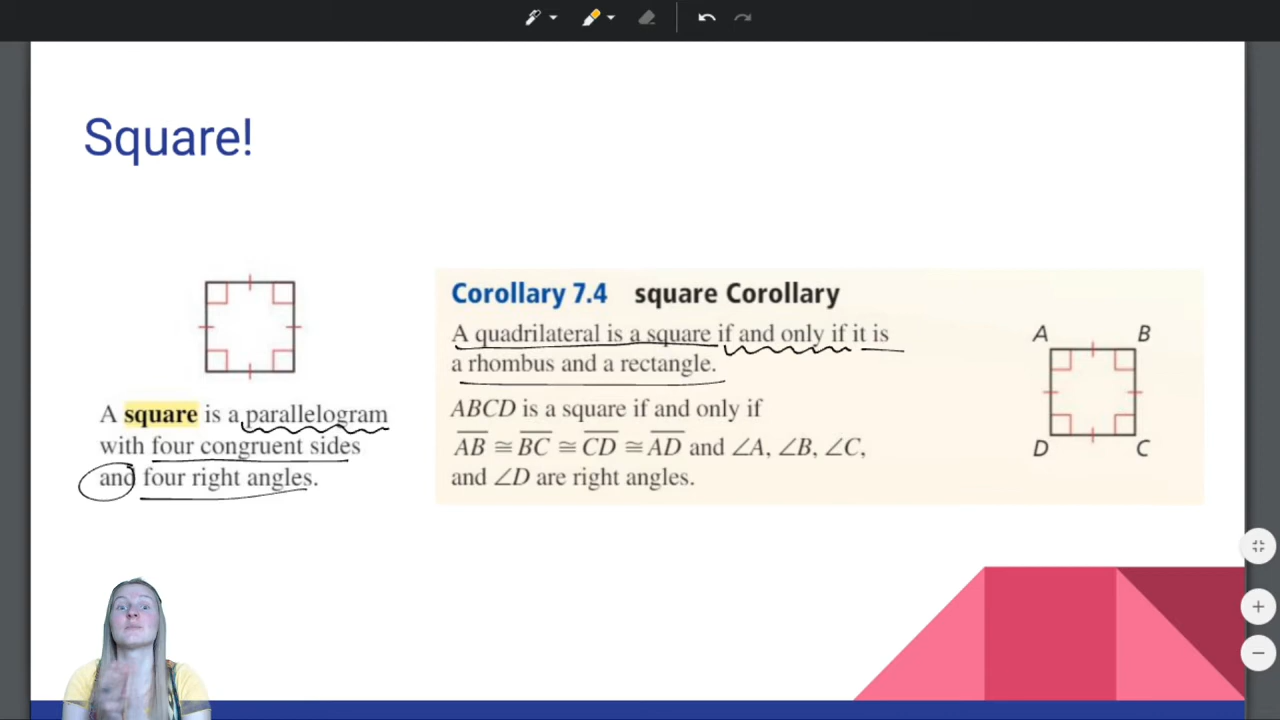 Square!
A square is a parallelogram
with four congruent sides
and four right angles.
Corollary 7.4 square Corollary
A quadrilateral is a square if and only if it is
a rhombus and a rectangle.
ABCD is a square if and only if
AB ≅ BC ≅ CD ≅ AD and ∠A, ∠B, ∠C,
and ∠D are right angles.
A B
D C